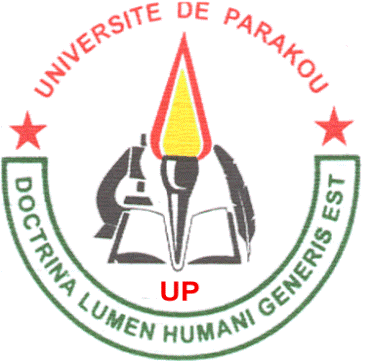 UNIVERSITE DE PARAKOU
DOCTRINA LUMEN HUMANI GENERIS EST
UP